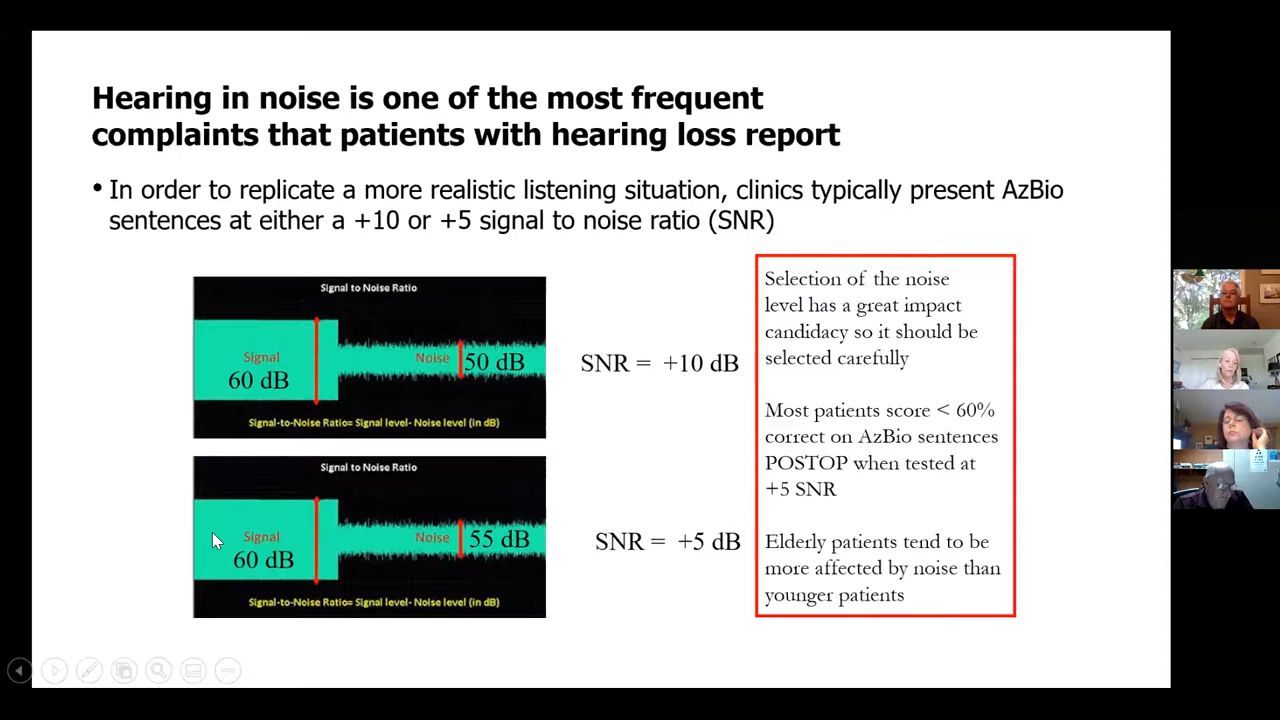 Hearing in noise is one of the most frequent
complaints that patients with hearing loss report
• In order to replicate a more realistic listening situation, clinics typically present AzBio
sentences at either a +10 or +5 signal to noise ratio (SNR)
Signal to Noise Ratio
Signal
60 dB
Noise
50 dB
Signal-to-Noise Ratio= Signal level- Noise level (in dB)
SNR = +10 dB
Signal to Noise Ratio
Signal
60 dB
Noise
55 dB
Signal-to-Noise Ratio= Signal level- Noise level (in dB)
SNR = +5 dB
Selection of the noise
level has a great impact
candidacy so it should be
selected carefully
Most patients score < 60%
correct on AzBio sentences
POSTOP when tested at
+5 SNR
Elderly patients tend to be
more affected by noise than
younger patients